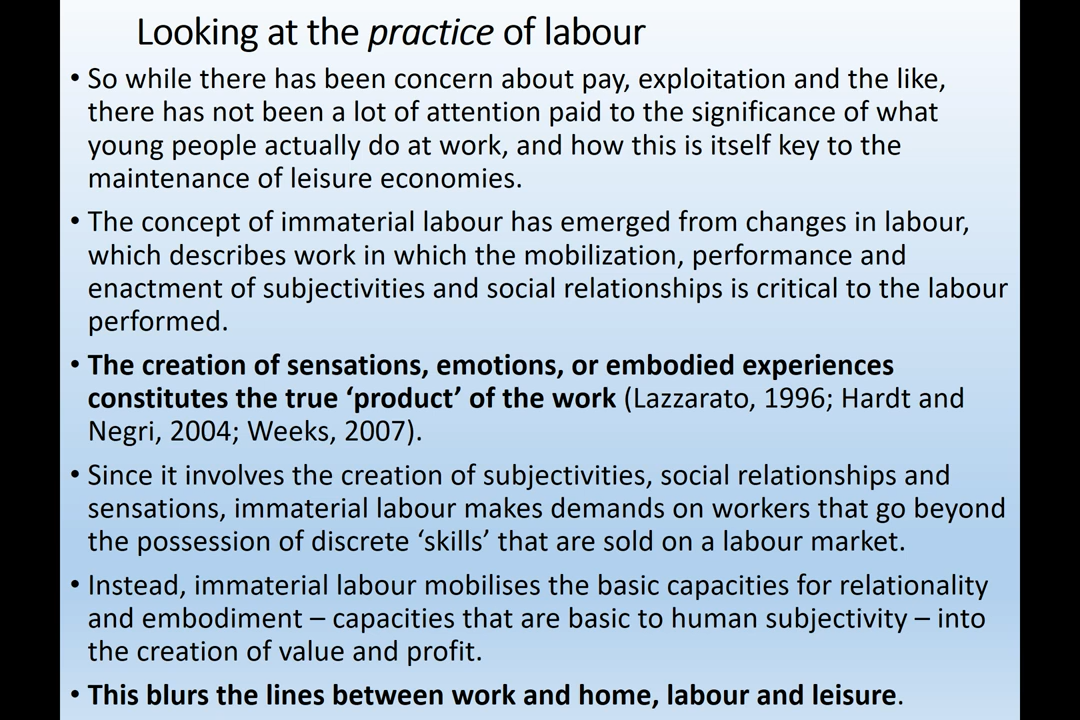 Looking at the practice of labour
• So while there has been concern about pay, exploitation and the like,
there has not been a lot of attention paid to the significance of what
young people actually do at work, and how this is itself key to the
maintenance of leisure economies.
• The concept of immaterial labour has emerged from changes in labour,
which describes work in which the mobilization, performance and
enactment of subjectivities and social relationships is critical to the labour
performed.
• The creation of sensations, emotions, or embodied experiences
constitutes the true ‘product’ of the work (Lazzarato, 1996; Hardt and
Negri, 2004; Weeks, 2007).
• Since it involves the creation of subjectivities, social relationships and
sensations, immaterial labour makes demands on workers that go beyond
the possession of discrete ‘skills’ that are sold on a labour market.
• Instead, immaterial labour mobilises the basic capacities for relationality
and embodiment – capacities that are basic to human subjectivity – into
the creation of value and profit.
• This blurs the lines between work and home, labour and leisure.